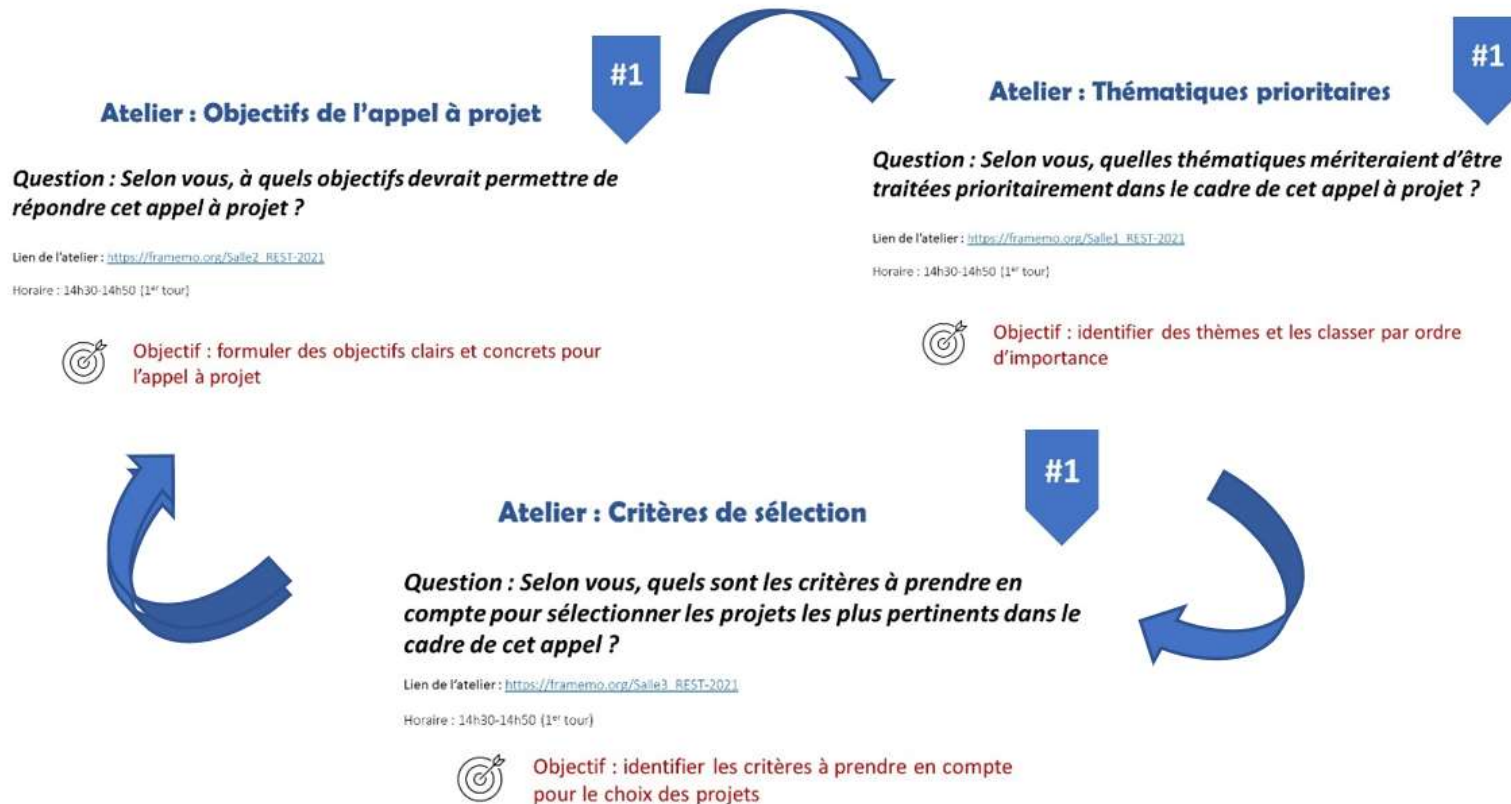 #1
Atelier : Objectifs de l'appel à projet
Question : Selon vous, à quels objectifs devrait permettre de
répondre cet appel à projet ?
Lien de l'atelier : https://framemo.org/Salle2_REST-2021
Horaire : 14h30-14h50 (1er tour)
Objectif : formuler des objectifs clairs et concrets pour
l'appel à projet
#1
Atelier : Thématiques prioritaires
Question : Selon vous, quelles thématiques mériteraient d'être
traitées prioritairement dans le cadre de cet appel à projet ?
Lien de l'atelier : https://framemo.org/Salle1_REST-2021
Horaire : 14h30-14h50 (1er tour)
Objectif : identifier des thèmes et les classer par ordre
d'importance
#1
Atelier : Critères de sélection
Question : Selon vous, quels sont les critères à prendre en
compte pour sélectionner les projets les plus pertinents dans le
cadre de cet appel ?
Lien de l'atelier : https://framemo.org/Salle3_REST-2021
Horaire : 14h30-14h50 (1er tour)
Objectif : identifier les critères à prendre en compte
pour le choix des projets